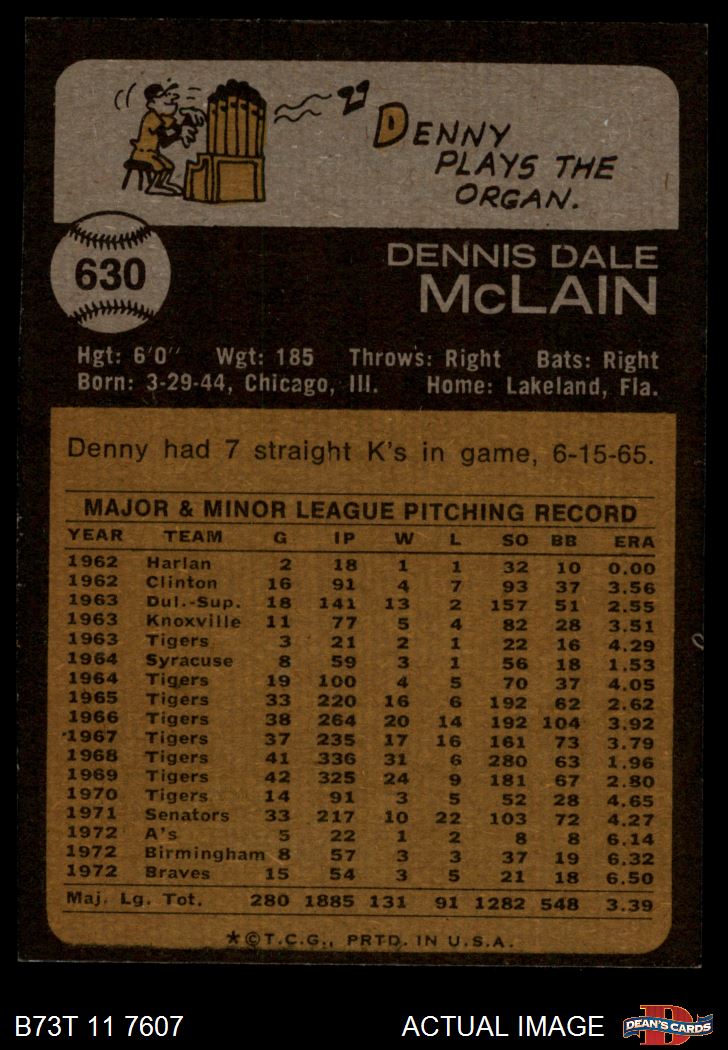 DENNY
PLAYS THE
ORGAN.
630
DENNIS DALE
McLAIN
Hgt: 6'0" Wgt: 185 Throws: Right Bats: Right
Born: 3-29-44, Chicago, Ill. Home: Lakeland, Fla.
Denny had 7 straight K's in game, 6-15-65.
MAJOR & MINOR LEAGUE PITCHING RECORD
YEAR TEAM G IP W L SO BB ERA
1962 Harlan 2 18 1 1 32 10 0.00
1962 Clinton 16 91 4 7 93 37 3.56
1963 Dul.-Sup. 18 141 13 2 157 51 2.55
1963 Knoxville 11 77 5 4 82 28 3.51
1963 Tigers 3 21 2 1 22 16 4.29
1964 Syracuse 8 59 3 1 56 18 1.53
1964 Tigers 19 100 4 5 70 37 4.05
1965 Tigers 33 220 16 6 192 62 2.62
1966 Tigers 38 264 20 14 192 104 3.92
1967 Tigers 37 235 17 16 161 73 3.79
1968 Tigers 41 336 31 6 280 63 1.96
1969 Tigers 42 325 24 9 181 67 2.80
1970 Tigers 14 91 3 5 52 28 4.65
1971 Senators 33 217 10 22 103 72 4.27
1972 A's 5 22 1 2 8 8 6.14
1972 Birmingham 8 57 3 3 37 19 6.32
1972 Braves 15 54 3 5 21 18 6.50
Maj. Lg. Tot. 280 1885 131 91 1282 548 3.39
*©T.C.G., PRTD. IN U.S.A.
B73T 11 7607 ACTUAL IMAGE DEAN'S CARDS